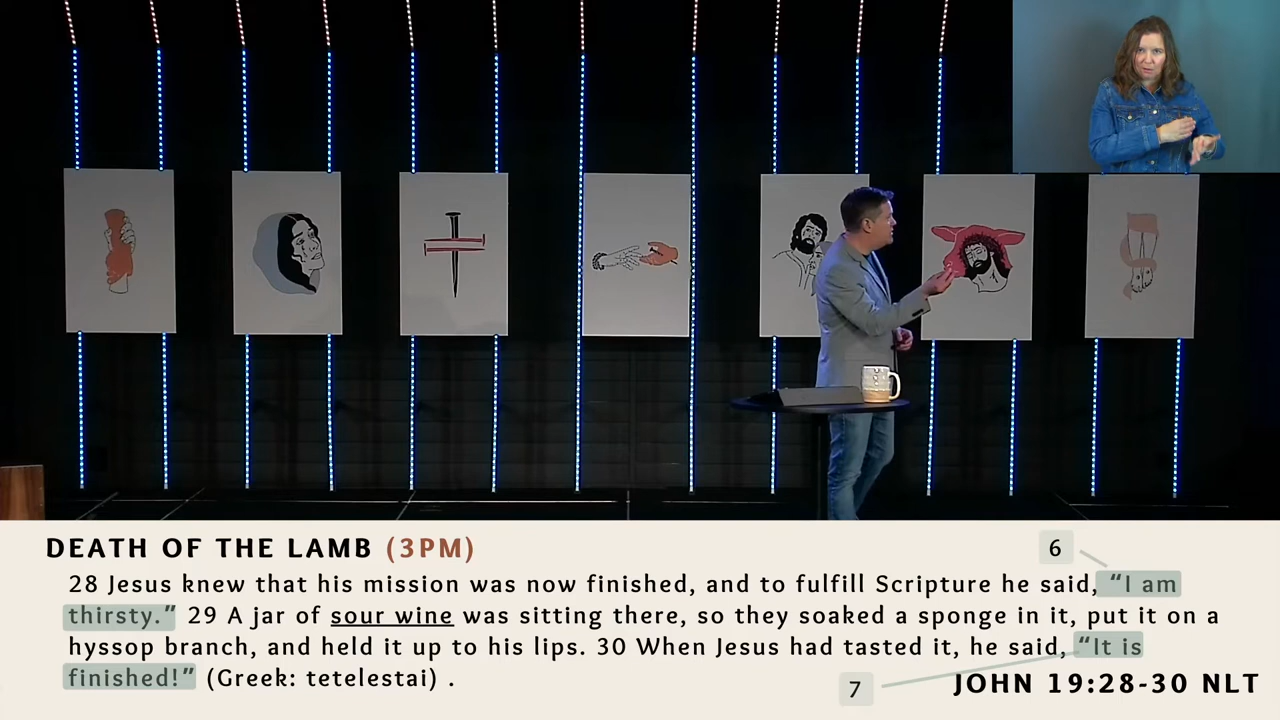 DEATH OF THE LAMB (3PM)
6
28 Jesus knew that his mission was now finished, and to fulfill Scripture he said, “I am
thirsty.” 29 A jar of sour wine was sitting there, so they soaked a sponge in it, put it on a
hyssop branch, and held it up to his lips. 30 When Jesus had tasted it, he said, “It is
finished!” (Greek: tetelestai) .
7
JOHN 19:28-30 NLT